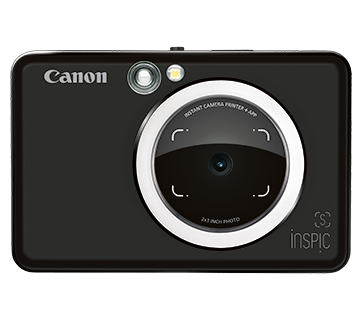 Canon
INSTANT CAMERA PRINTER + APP
2x3 INCH PHOTO
S
inspic